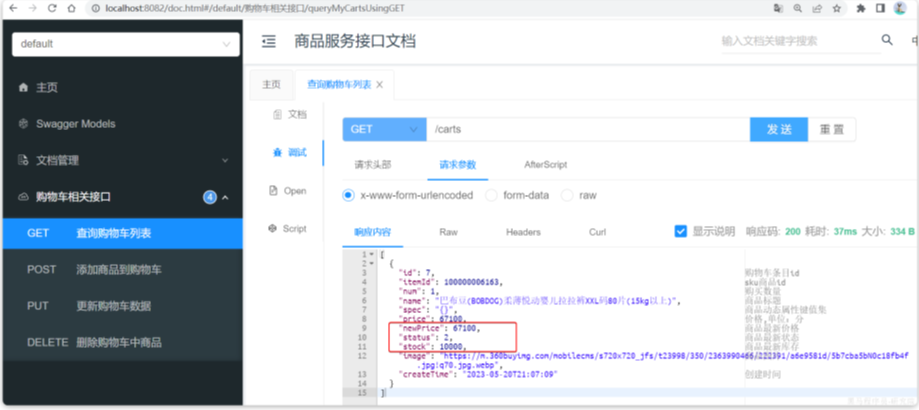 localhost:8082/doc.html#/default/购物车相关接口/queryMyCartsUsingGET
default
商品服务接口文档
输入文档关键字搜索
主页
查询购物车列表
主页
Swagger Models
文档管理
购物车相关接口
4
GET 查询购物车列表
POST 添加商品到购物车
PUT 更新购物车数据
DELETE 删除购物车中商品
文档
调试
Open
Script
GET
/carts
发送
重置
请求头部
请求参数
AfterScript
x-www-form-urlencoded
form-data
raw
响应内容
Raw
Headers
Curl
显示说明
响应码: 200 耗时: 37ms 大小: 334 B
1 [
2 {
3 "id": 7, 购物车条目id
4 "itemId": 100000006163, sku商品id
5 "num": 1, 购买数量
6 "name": "巴布豆(BOBDOG)柔薄悦动婴儿拉拉裤XXL码80片(15kg以上)", 商品标题
7 "spec": "{}", 商品动态属性键值集
8 "price": 67100, 价格,单位：分
9 "newPrice": 67100, 商品最新价格
10 "status": 2, 商品最新状态
11 "stock": 10000, 商品最新库存
12 "image": "https://m.360buyimg.com/mobilecms/s720x720_jfs/t23998/350/2363990466/222391/a6e9581d/5b7cba5bN0c18fb4f
.jpg!q70.jpg.webp",
13 "createTime": "2023-05-20T21:07:09" 创建时间
14 }
15 ]